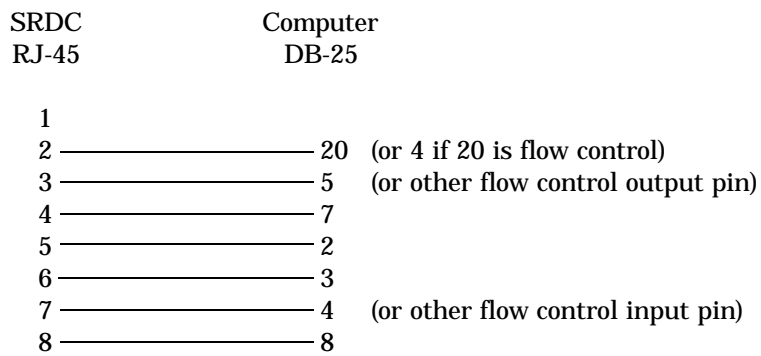 SRDC Computer
RJ-45 DB-25
1
2 20 (or 4 if 20 is flow control)
3 5 (or other flow control output pin)
4 7
5 2
6 3
7 4 (or other flow control input pin)
8 8